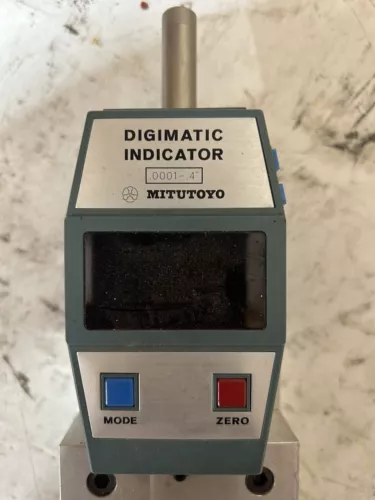 DIGIMATIC
INDICATOR
.0001-.4"
MITUTOYO
MODE
ZERO